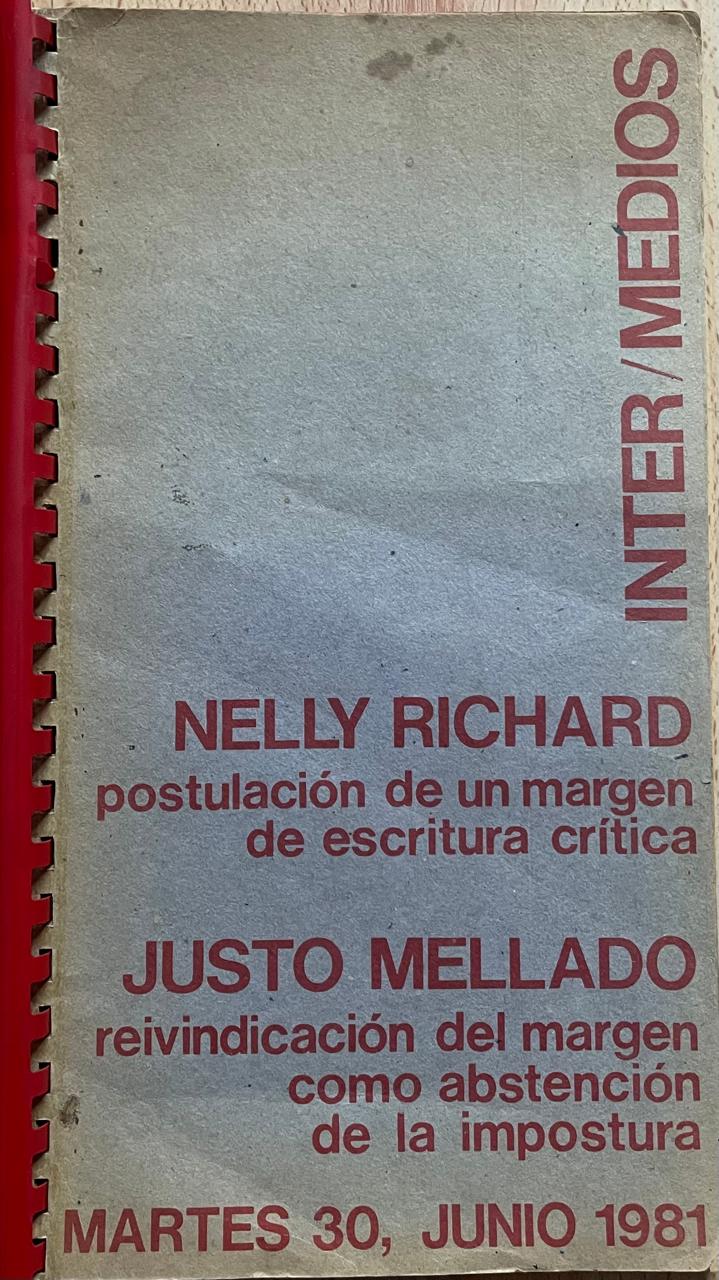 INTER / MEDIOS
NELLY RICHARD
postulación de un margen
de escritura crítica
JUSTO MELLADO
reivindicación del margen
como abstención
de la impostura
MARTES 30, JUNIO 1981